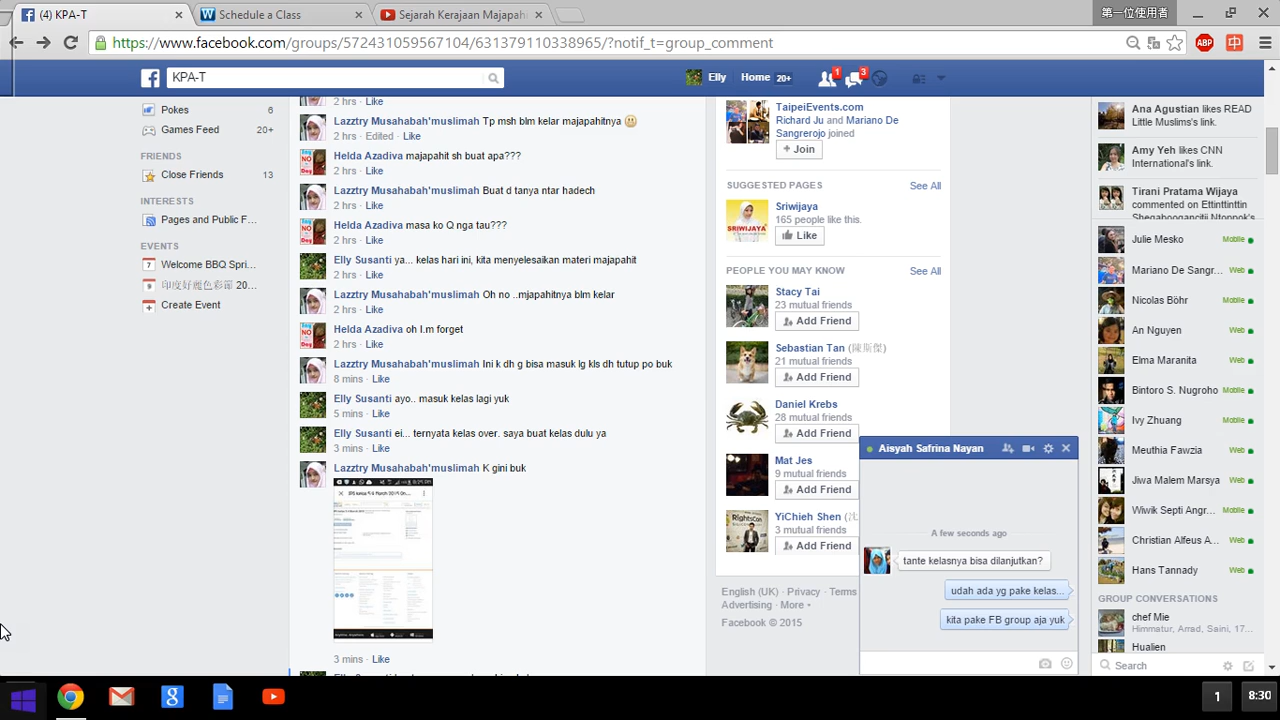 (4) KPA-T
Schedule a Class
Sejarah Kerajaan Majapahi
第一位使用者
https://www.facebook.com/groups/572431059567104/631379110338965/?notif_t=group_comment
ABP
中
KPA-T
Elly
Home 20+
1
3
Pokes 6
Games Feed 20+
FRIENDS
Close Friends 13
INTERESTS
Pages and Public F...
EVENTS
7 Welcome BBQ Spri...
20...
Create Event
2 hrs · Like
Lazztry Musahabah'muslimah Tp msh blm kelar majapahitnya
2 hrs · Edited · Like
Helda Azadiva majapahit sh buat apa???
2 hrs · Like
Lazztry Musahabah'muslimah Buat d tanya ntar hadech
2 hrs · Like
Helda Azadiva masa ko O nga tau???
2 hrs · Like
Elly Susanti ya... kelas hari ini, kita menyelesaikan materi majapahit
2 hrs · Like
Lazztry Musahabah'muslimah Oh no ..mjapahitnya blm kelar
2 hrs · Like
Helda Azadiva oh I.m forget
2 hrs · Like
Lazztry Musahabah'muslimah Ini k dh g bisa masuk lg kls dh tutup po buk
8 mins · Like
Elly Susanti ayo.. masuk kelas lagi yuk
5 mins · Like
Elly Susanti ei... ternyata kelas over. saya buat kelas dulu ya
3 mins · Like
Lazztry Musahabah'muslimah K gini buk
3 mins · Like
TaipeiEvents.com
Richard Ju and Mariano De
Sangrerojo joined
+ Join
SUGGESTED PAGES See All
Sriwijaya
165 people like this.
SRIWIJAYA
Like
PEOPLE YOU MAY KNOW See All
Stacy Tai
23 mutual friends
Add Friend
Sebastian Tan (陳斯傑)
21 mutual friends
Add Friend
Daniel Krebs
28 mutual friends
Add Friend
Mat Jes
9 mutual friends
Add Friend
YiChieh Shen
3 mutual friends
Add Friend
English (UK) · Privacy · Terms
Advertising · More
Facebook © 2015
Aisyah Safrina Nayan
A few seconds ago
tante kelasnya bisa dilanjutkan?
udah ada yg pake kelas...
kita pake FB group aja yuk
Ana Agustian likes READ
Little Muslims's link.
Amy Yeh likes CNN
International's link.
Tirani Pratama Wijaya
commented on Ettinttinttin
Julie Mesko Mobile
Mariano De Sangr... Web
Nicolas Böhr Web
An Nguyen Web
Elma Maranita Web
Bintoro S. Nugroho Mobile
Ivy Zhuang Mobile
Meuthia Fawzia Web
Jwa Malem Marsya Web
Wiwik Septi Angr... Web
Christian Alfeus A... Web
Hans Tannady
GROUP CONVERSATIONS
chef Mie
Himmatur, Arrad, Saini, 17...
Hualien
Search
1
8:30